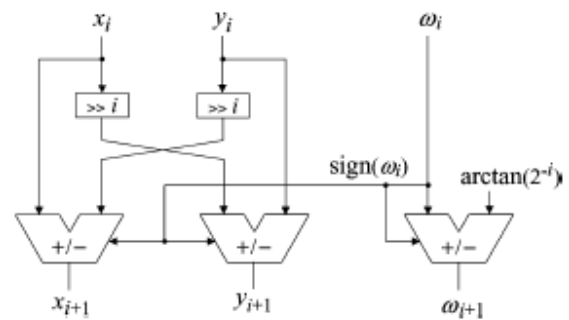 xᵢ yᵢ ωᵢ
>> i >> i
sign(ωᵢ) arctan(2⁻ⁱ)
+/− +/− +/−
xᵢ₊₁ yᵢ₊₁ ωᵢ₊₁